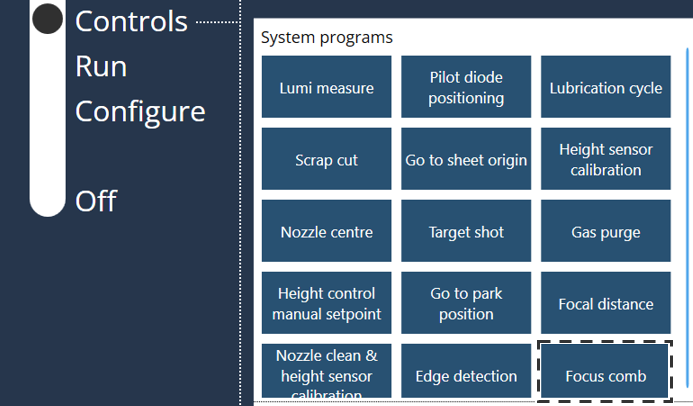 Controls
Run
Configure
Off
System programs
Lumi measure
Pilot diode
positioning
Lubrication cycle
Scrap cut
Go to sheet origin
Height sensor
calibration
Nozzle centre
Target shot
Gas purge
Height control
manual setpoint
Go to park
position
Focal distance
Nozzle clean &
height sensor
calibration
Edge detection
Focus comb